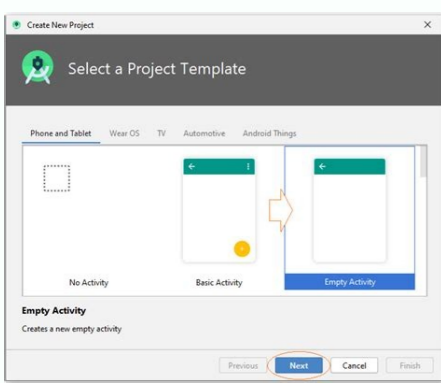 Create New Project
Select a Project Template
Phone and Tablet Wear OS TV Automotive Android Things
No Activity Basic Activity Empty Activity
Empty Activity
Creates a new empty activity
Previous Next Cancel Finish